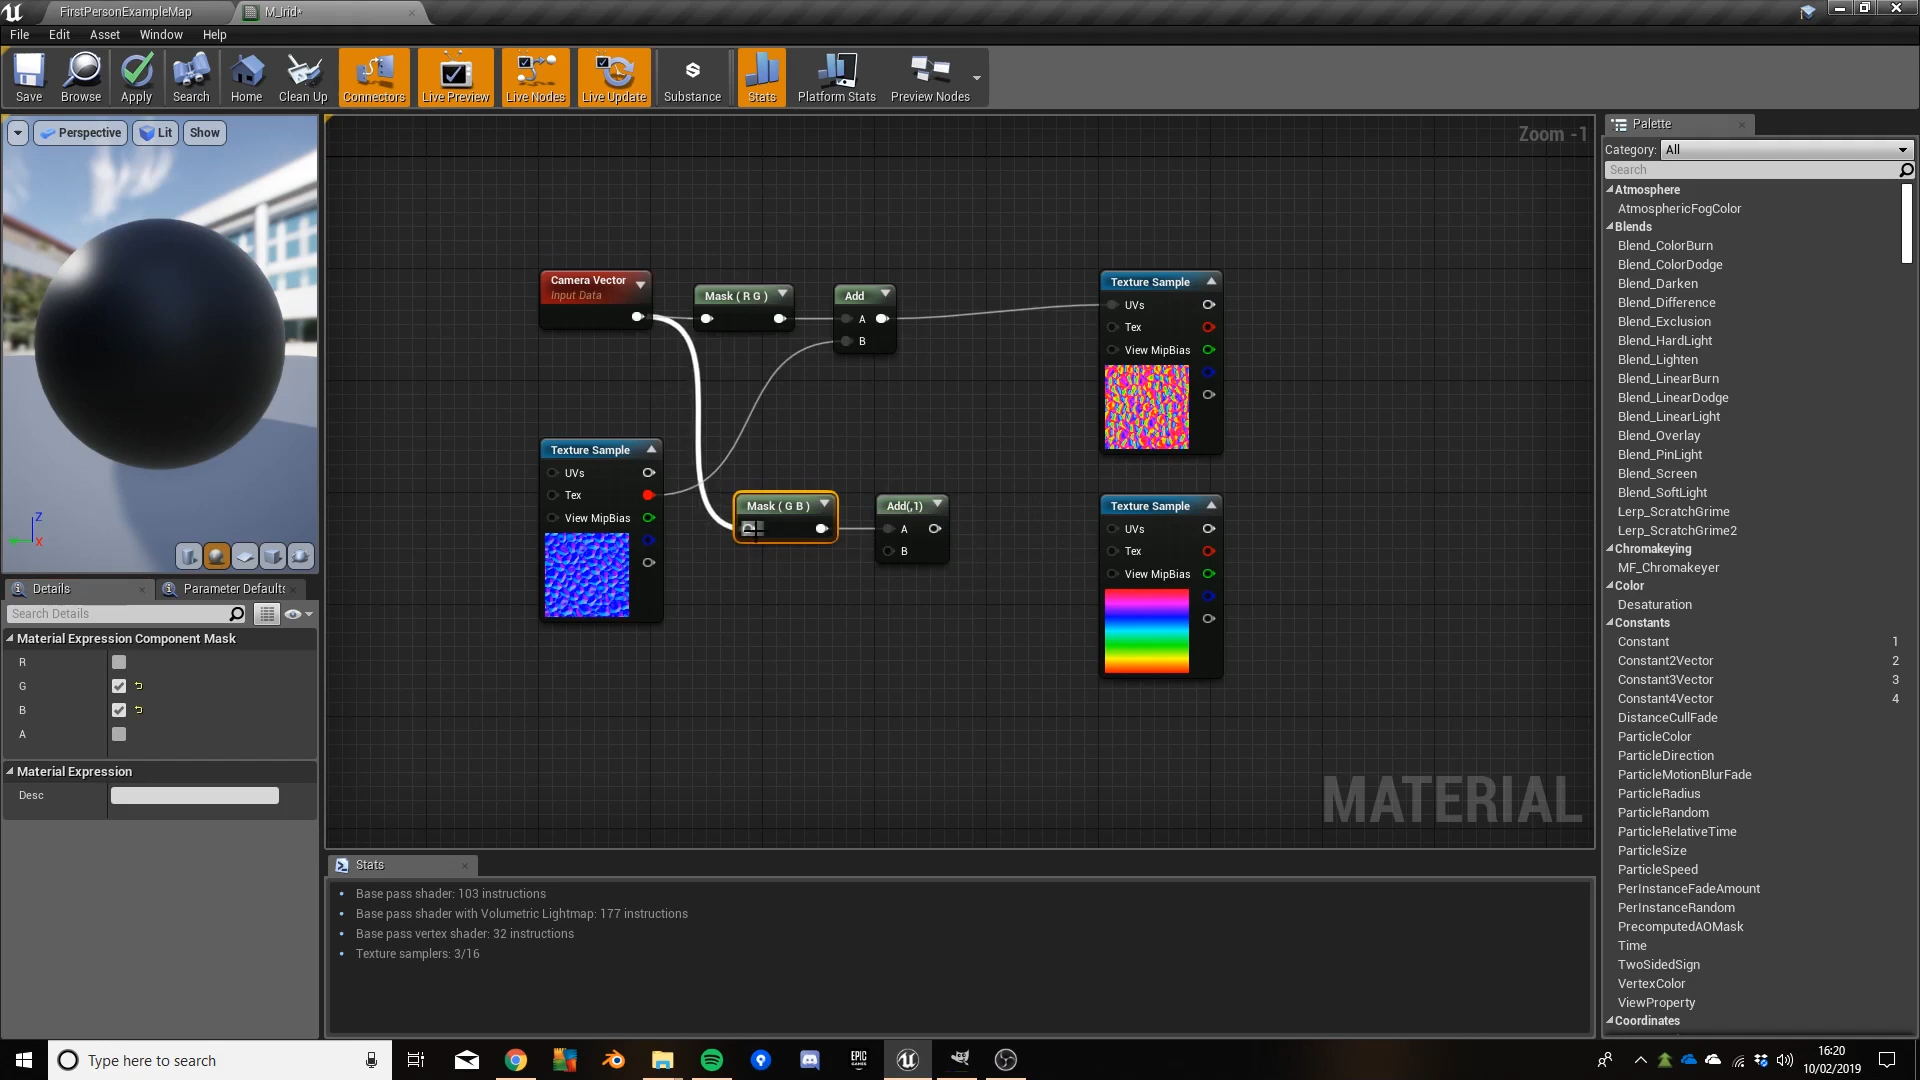 FirstPersonExampleMap
M_Irid*
File Edit Asset Window Help
Save Browse Apply Search Home Clean Up Connectors Live Preview Live Nodes Live Update Substance Stats Platform Stats Preview Nodes
Perspective Lit Show
Z
X
Details
Parameter Defaults
Search Details
Material Expression Component Mask
R
G
B
A
Material Expression
Desc
Zoom -1
Camera Vector
Input Data
Mask ( R G )
Add
A
B
Texture Sample
UVs
Tex
View MipBias
Texture Sample
UVs
Tex
View MipBias
Mask ( G B )
Add(,1)
A
B
Texture Sample
UVs
Tex
View MipBias
MATERIAL
Stats
Base pass shader: 103 instructions
Base pass shader with Volumetric Lightmap: 177 instructions
Base pass vertex shader: 32 instructions
Texture samplers: 3/16
Palette
Category: All
Search
Atmosphere
AtmosphericFogColor
Blends
Blend_ColorBurn
Blend_ColorDodge
Blend_Darken
Blend_Difference
Blend_Exclusion
Blend_HardLight
Blend_Lighten
Blend_LinearBurn
Blend_LinearDodge
Blend_LinearLight
Blend_Overlay
Blend_PinLight
Blend_Screen
Blend_SoftLight
Lerp_ScratchGrime
Lerp_ScratchGrime2
Chromakeying
MF_Chromakeyer
Color
Desaturation
Constants
Constant 1
Constant2Vector 2
Constant3Vector 3
Constant4Vector 4
DistanceCullFade
ParticleColor
ParticleDirection
ParticleMotionBlurFade
ParticleRadius
ParticleRandom
ParticleRelativeTime
ParticleSize
ParticleSpeed
PerInstanceFadeAmount
PerInstanceRandom
PrecomputedAOMask
Time
TwoSidedSign
VertexColor
ViewProperty
Coordinates
Type here to search
EPIC
GAMES
16:20
10/02/2019